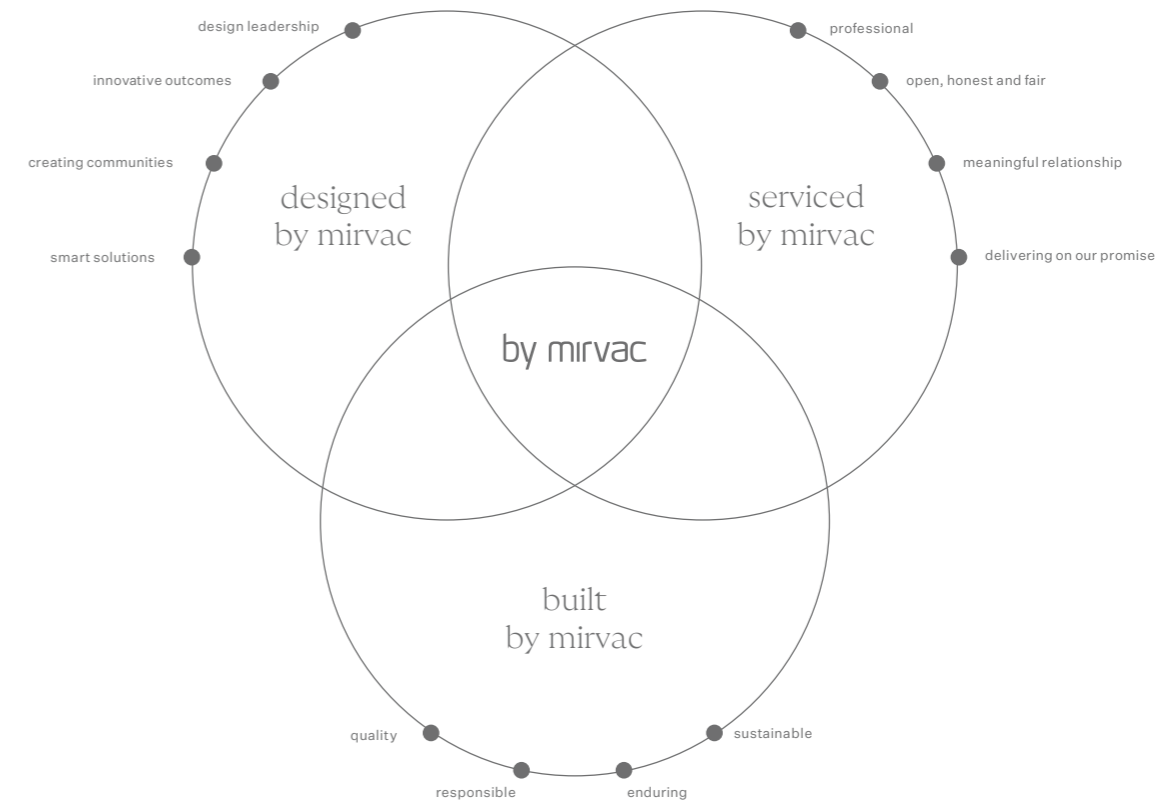 design leadership
innovative outcomes
creating communities
smart solutions
designed
by mirvac
professional
open, honest and fair
meaningful relationship
delivering on our promise
serviced
by mirvac
by mirvac
built
by mirvac
quality
responsible
enduring
sustainable